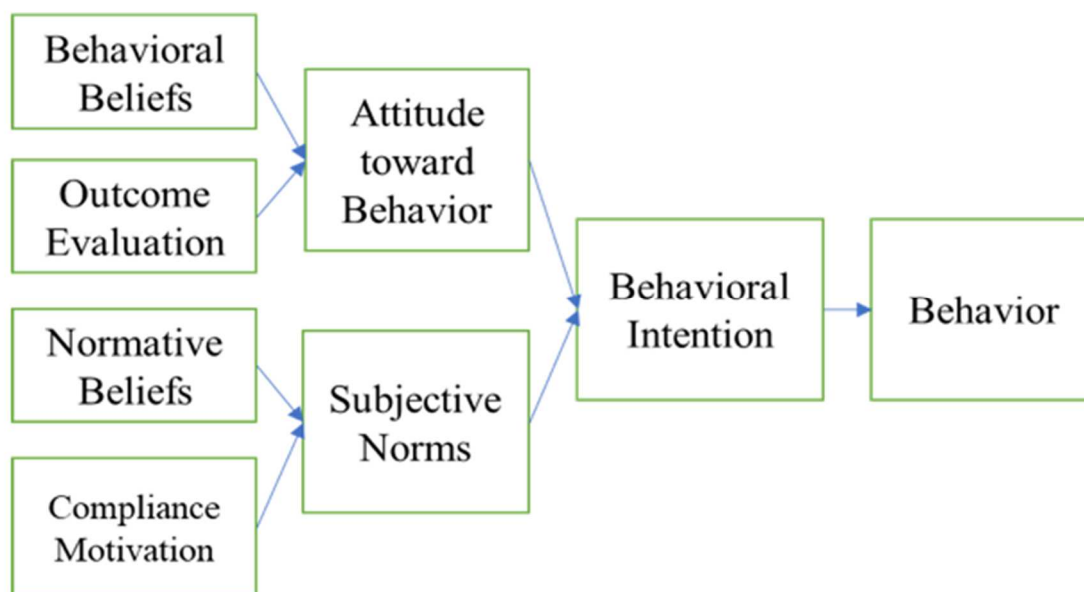 Behavioral
Beliefs
Outcome
Evaluation
Normative
Beliefs
Compliance
Motivation
Attitude
toward
Behavior
Subjective
Norms
Behavioral
Intention
Behavior